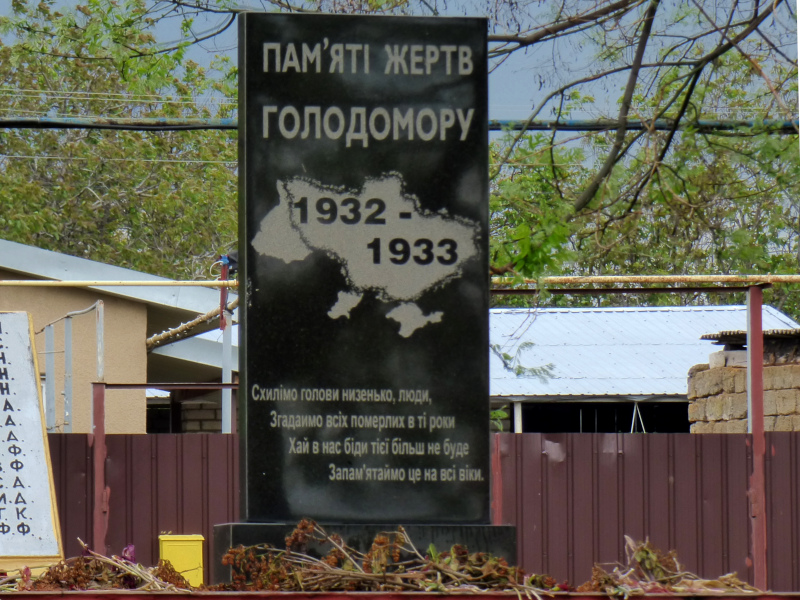 ПАМ'ЯТІ ЖЕРТВ
ГОЛОДОМОРУ
1932 -
1933
Схилімо голови низенько, люди,
Згадаимо всіх померлих в ті роки
Хай в нас біди тієї більш не буде
Запам'ятаймо це на всі віки.